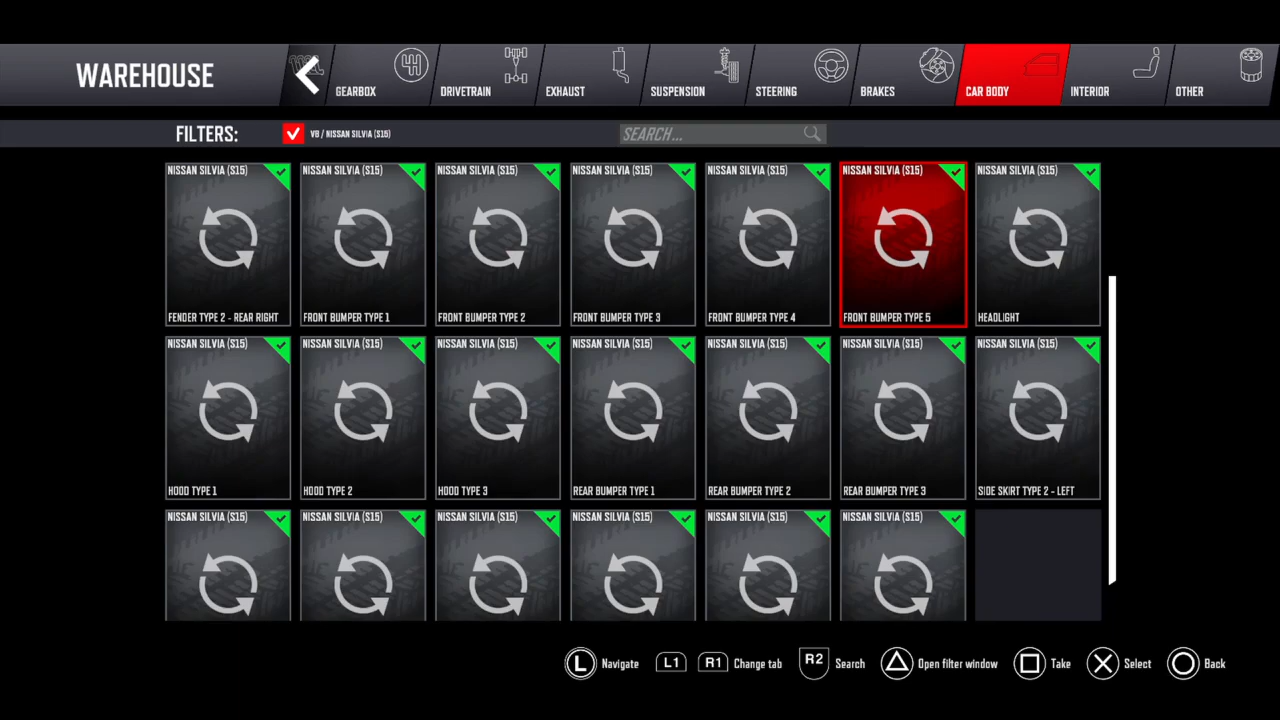 WAREHOUSE
GEARBOX
DRIVETRAIN
EXHAUST
SUSPENSION
STEERING
BRAKES
CAR BODY
INTERIOR
OTHER
FILTERS:
V8 / NISSAN SILVIA (S15)
SEARCH...
NISSAN SILVIA (S15)
NISSAN SILVIA (S15)
NISSAN SILVIA (S15)
NISSAN SILVIA (S15)
NISSAN SILVIA (S15)
NISSAN SILVIA (S15)
NISSAN SILVIA (S15)
FENDER TYPE 2 - REAR RIGHT
FRONT BUMPER TYPE 1
FRONT BUMPER TYPE 2
FRONT BUMPER TYPE 3
FRONT BUMPER TYPE 4
FRONT BUMPER TYPE 5
HEADLIGHT
NISSAN SILVIA (S15)
NISSAN SILVIA (S15)
NISSAN SILVIA (S15)
NISSAN SILVIA (S15)
NISSAN SILVIA (S15)
NISSAN SILVIA (S15)
NISSAN SILVIA (S15)
HOOD TYPE 1
HOOD TYPE 2
HOOD TYPE 3
REAR BUMPER TYPE 1
REAR BUMPER TYPE 2
REAR BUMPER TYPE 3
SIDE SKIRT TYPE 2 - LEFT
NISSAN SILVIA (S15)
NISSAN SILVIA (S15)
NISSAN SILVIA (S15)
NISSAN SILVIA (S15)
NISSAN SILVIA (S15)
NISSAN SILVIA (S15)
L Navigate
L1 R1 Change tab
R2 Search
Open filter window
Take
Select
Back